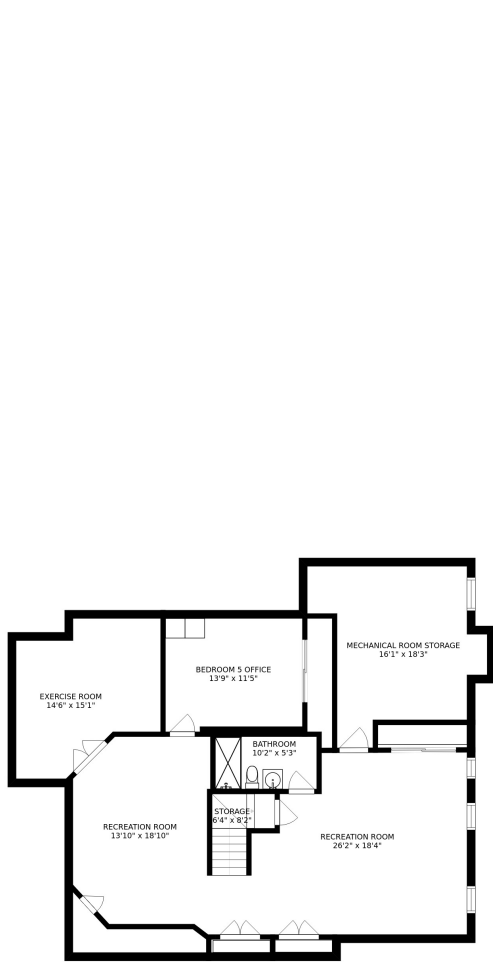 MECHANICAL ROOM STORAGE
16'1" x 18'3"
BEDROOM 5 OFFICE
13'9" x 11'5"
EXERCISE ROOM
14'6" x 15'1"
BATHROOM
10'2" x 5'3"
STORAGE
6'4" x 8'2"
RECREATION ROOM
13'10" x 18'10"
RECREATION ROOM
26'2" x 18'4"